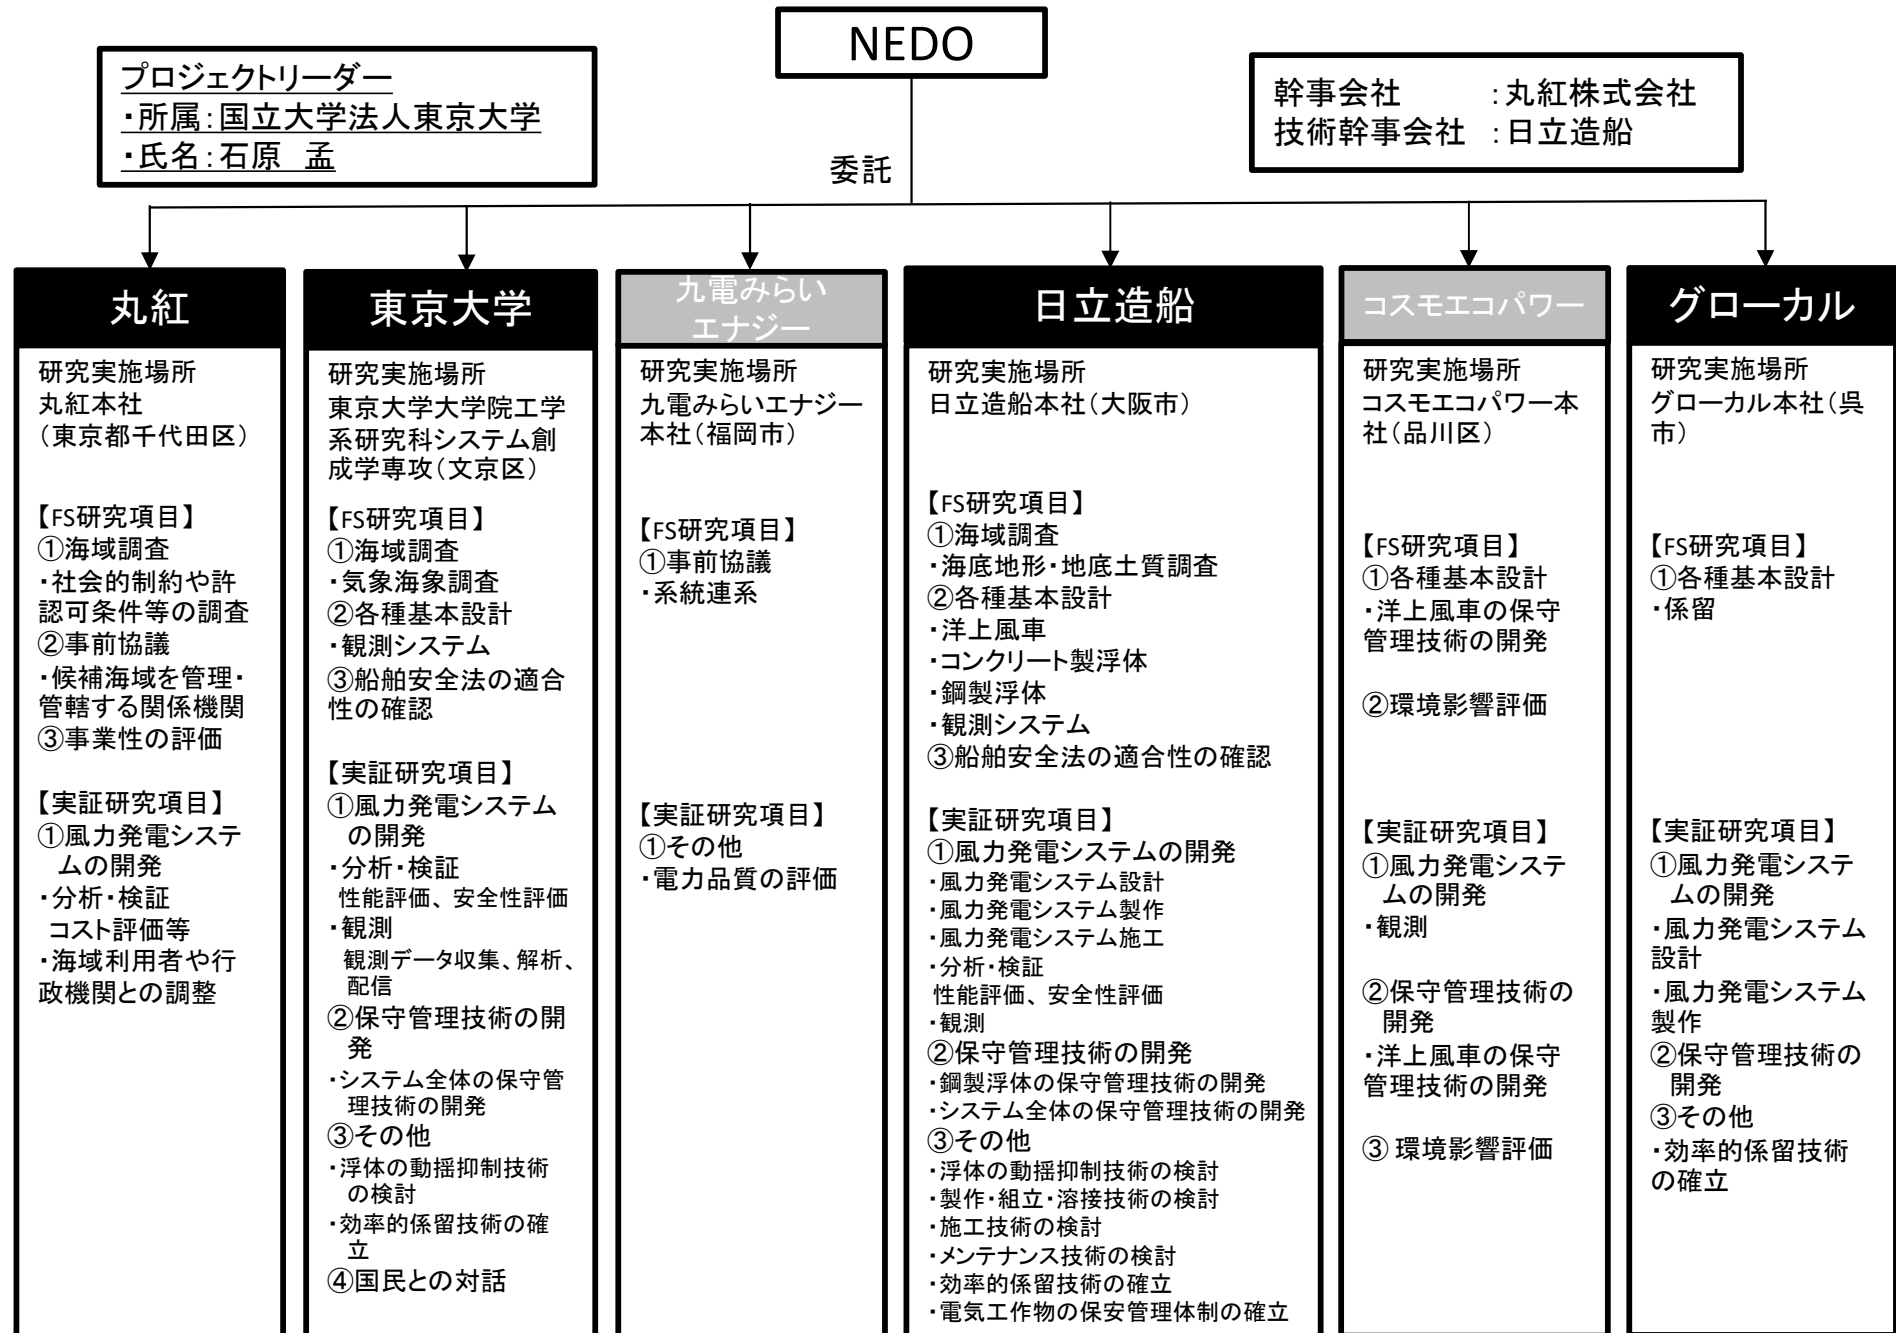 NEDO
プロジェクトリーダー
・所属：国立大学法人東京大学
・氏名：石原　孟
幹事会社　　　：丸紅株式会社
技術幹事会社　：日立造船
委託
丸紅
研究実施場所
丸紅本社
（東京都千代田区）
【FS研究項目】
①海域調査
・社会的制約や許
認可条件等の調査
②事前協議
・候補海域を管理・
管轄する関係機関
③事業性の評価
【実証研究項目】
①風力発電システ
ムの開発
・分析・検証
コスト評価等
・海域利用者や行
政機関との調整
東京大学
研究実施場所
東京大学大学院工学
系研究科システム創
成学専攻（文京区）
【FS研究項目】
①海域調査
・気象海象調査
②各種基本設計
・観測システム
③船舶安全法の適合
性の確認
【実証研究項目】
①風力発電システム
の開発
・分析・検証
性能評価、安全性評価
・観測
観測データ収集、解析、
配信
②保守管理技術の開
発
・システム全体の保守管
理技術の開発
③その他
・浮体の動揺抑制技術
の検討
・効率的係留技術の確
立
④国民との対話
九電みらい
エナジー
研究実施場所
九電みらいエナジー
本社（福岡市）
【FS研究項目】
①事前協議
・系統連系
【実証研究項目】
①その他
・電力品質の評価
日立造船
研究実施場所
日立造船本社（大阪市）
【FS研究項目】
①海域調査
・海底地形・地底土質調査
②各種基本設計
・洋上風車
・コンクリート製浮体
・鋼製浮体
・観測システム
③船舶安全法の適合性の確認
【実証研究項目】
①風力発電システムの開発
・風力発電システム設計
・風力発電システム製作
・風力発電システム施工
・分析・検証
性能評価、安全性評価
・観測
②保守管理技術の開発
・鋼製浮体の保守管理技術の開発
・システム全体の保守管理技術の開発
③その他
・浮体の動揺抑制技術の検討
・製作・組立・溶接技術の検討
・施工技術の検討
・メンテナンス技術の検討
・効率的係留技術の確立
・電気工作物の保安管理体制の確立
コスモエコパワー
研究実施場所
コスモエコパワー本
社（品川区）
【FS研究項目】
①各種基本設計
・洋上風車の保守
管理技術の開発
②環境影響評価
【実証研究項目】
①風力発電システ
ムの開発
・観測
②保守管理技術の
開発
・洋上風車の保守
管理技術の開発
③ 環境影響評価
グローカル
研究実施場所
グローカル本社（呉
市）
【FS研究項目】
①各種基本設計
・係留
【実証研究項目】
①風力発電システ
ムの開発
・風力発電システム
設計
・風力発電システム
製作
②保守管理技術の
開発
③その他
・効率的係留技術
の確立